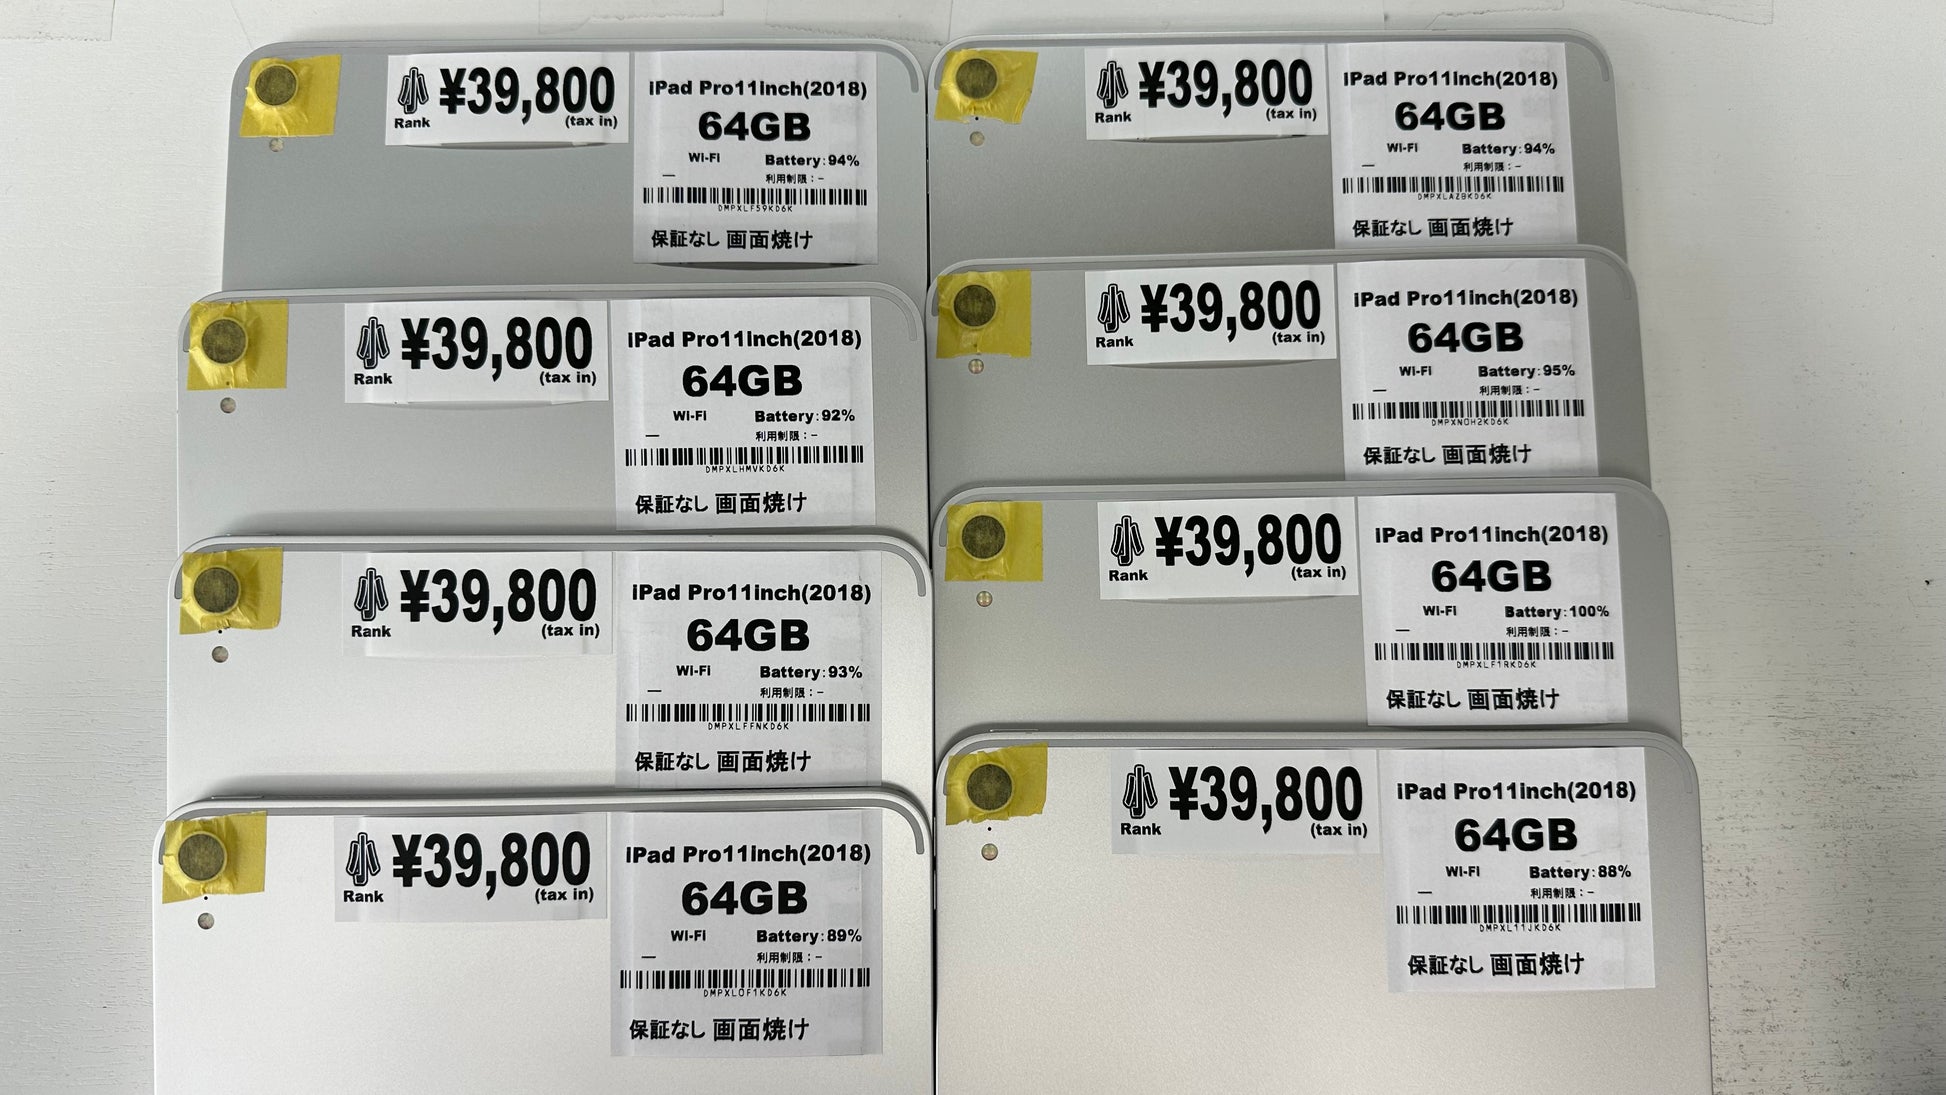 小 ¥39,800
Rank (tax in)
iPad Pro11inch(2018)
64GB
Wi-Fi Battery:94%
— 利用制限：-
DMPXLF59KD6K
保証なし 画面焼け
小 ¥39,800
Rank (tax in)
iPad Pro11inch(2018)
64GB
Wi-Fi Battery:92%
— 利用制限：-
DMPXLHMVKD6K
保証なし 画面焼け
小 ¥39,800
Rank (tax in)
iPad Pro11inch(2018)
64GB
Wi-Fi Battery:93%
— 利用制限：-
DMPXLFFNKD6K
保証なし 画面焼け
小 ¥39,800
Rank (tax in)
iPad Pro11inch(2018)
64GB
Wi-Fi Battery:89%
— 利用制限：-
DMPXL0F1KD6K
保証なし 画面焼け
小 ¥39,800
Rank (tax in)
iPad Pro11inch(2018)
64GB
Wi-Fi Battery:94%
— 利用制限：-
DMPXLAZBKD6K
保証なし 画面焼け
小 ¥39,800
Rank (tax in)
iPad Pro11inch(2018)
64GB
Wi-Fi Battery:95%
— 利用制限：-
DMPXN0H2KD6K
保証なし 画面焼け
小 ¥39,800
Rank (tax in)
iPad Pro11inch(2018)
64GB
Wi-Fi Battery:100%
— 利用制限：-
DMPXLF1RKD6K
保証なし 画面焼け
小 ¥39,800
Rank (tax in)
iPad Pro11inch(2018)
64GB
Wi-Fi Battery:88%
— 利用制限：-
DMPXL11JKD6K
保証なし 画面焼け